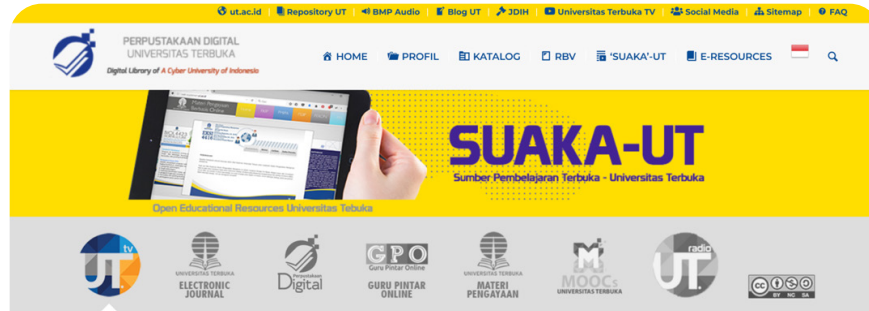 ut.ac.id Repository UT BMP Audio Blog UT JDIH Universitas Terbuka TV Social Media Sitemap FAQ
PERPUSTAKAAN DIGITAL
UNIVERSITAS TERBUKA
Digital Library of A Cyber University of Indonesia
HOME PROFIL KATALOG RBV 'SUAKA'-UT E-RESOURCES
SUAKA-UT
Sumber Pembelajaran Terbuka - Universitas Terbuka
Open Educational Resources Universitas Tebuka
UT tv
UNIVERSITAS TERBUKA
ELECTRONIC
JOURNAL
Perpustakaan
Digital
GPO
Guru Pintar Online
GURU PINTAR
ONLINE
UNIVERSITAS TERBUKA
MATERI
PENGAYAAN
MOOCs
UNIVERSITAS TERBUKA
UT radio
cc BY NC SA